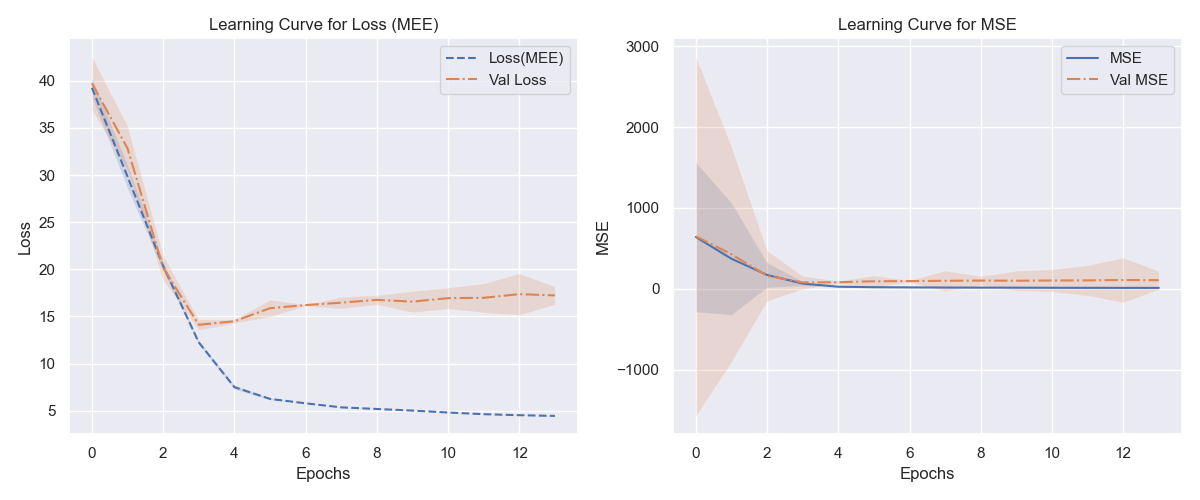 Learning Curve for Loss (MEE)
Loss(MEE)
Val Loss
40
35
30
25
20
15
10
5
Loss
0 2 4 6 8 10 12
Epochs
Learning Curve for MSE
MSE
Val MSE
3000
2000
1000
0
−1000
MSE
0 2 4 6 8 10 12
Epochs